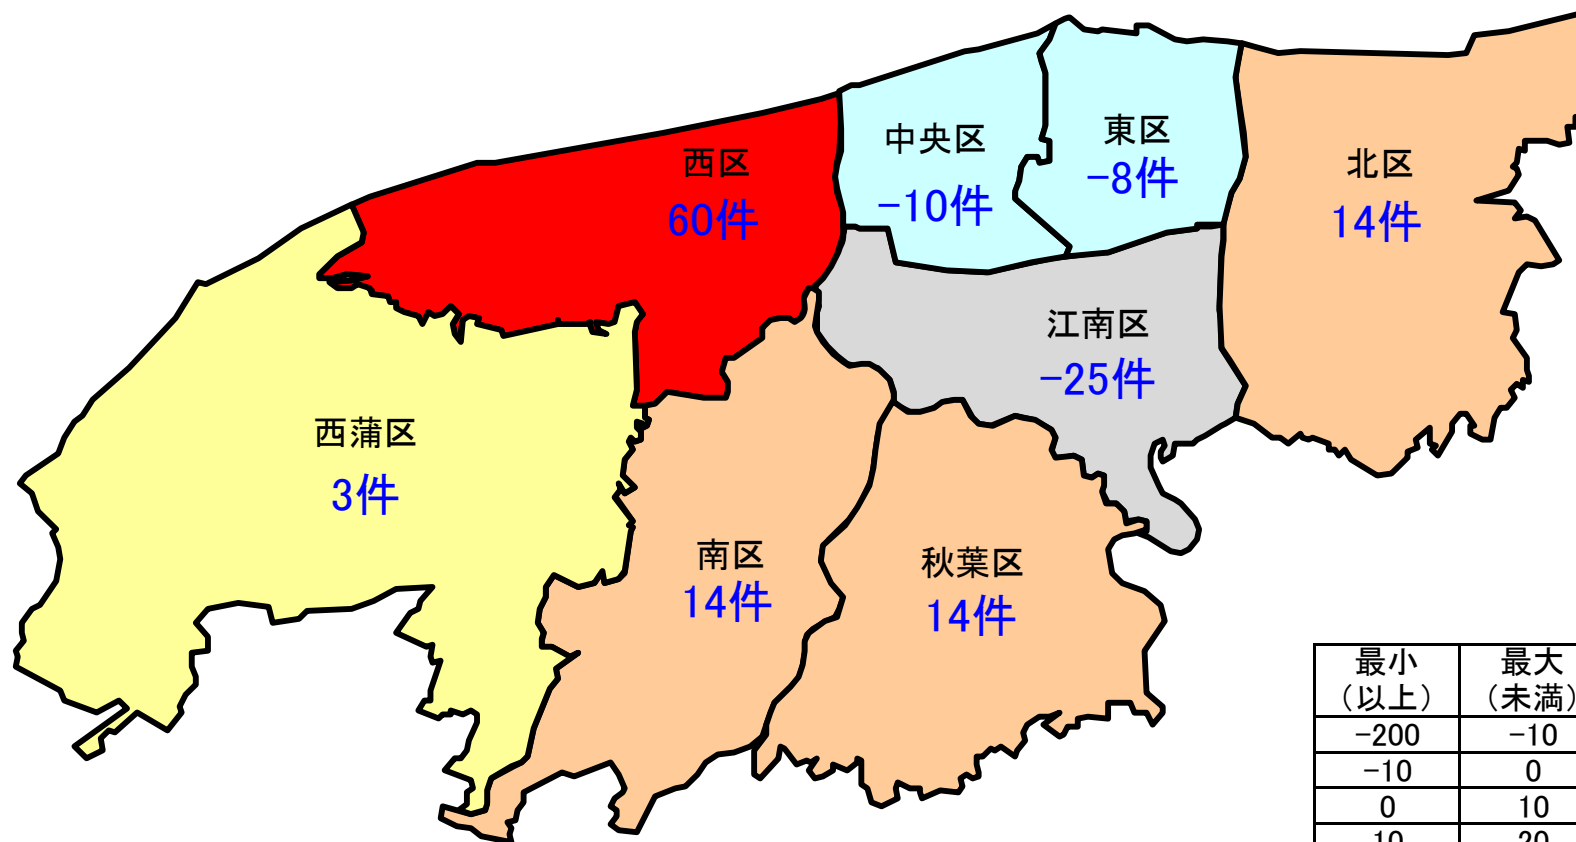 東区
-8件
中央区
-10件
西区
60件
北区
14件
江南区
-25件
西蒲区
3件
南区
14件
秋葉区
14件
最小 最大
（以上） （未満）
-200 -10
-10 0
0 10
10 20